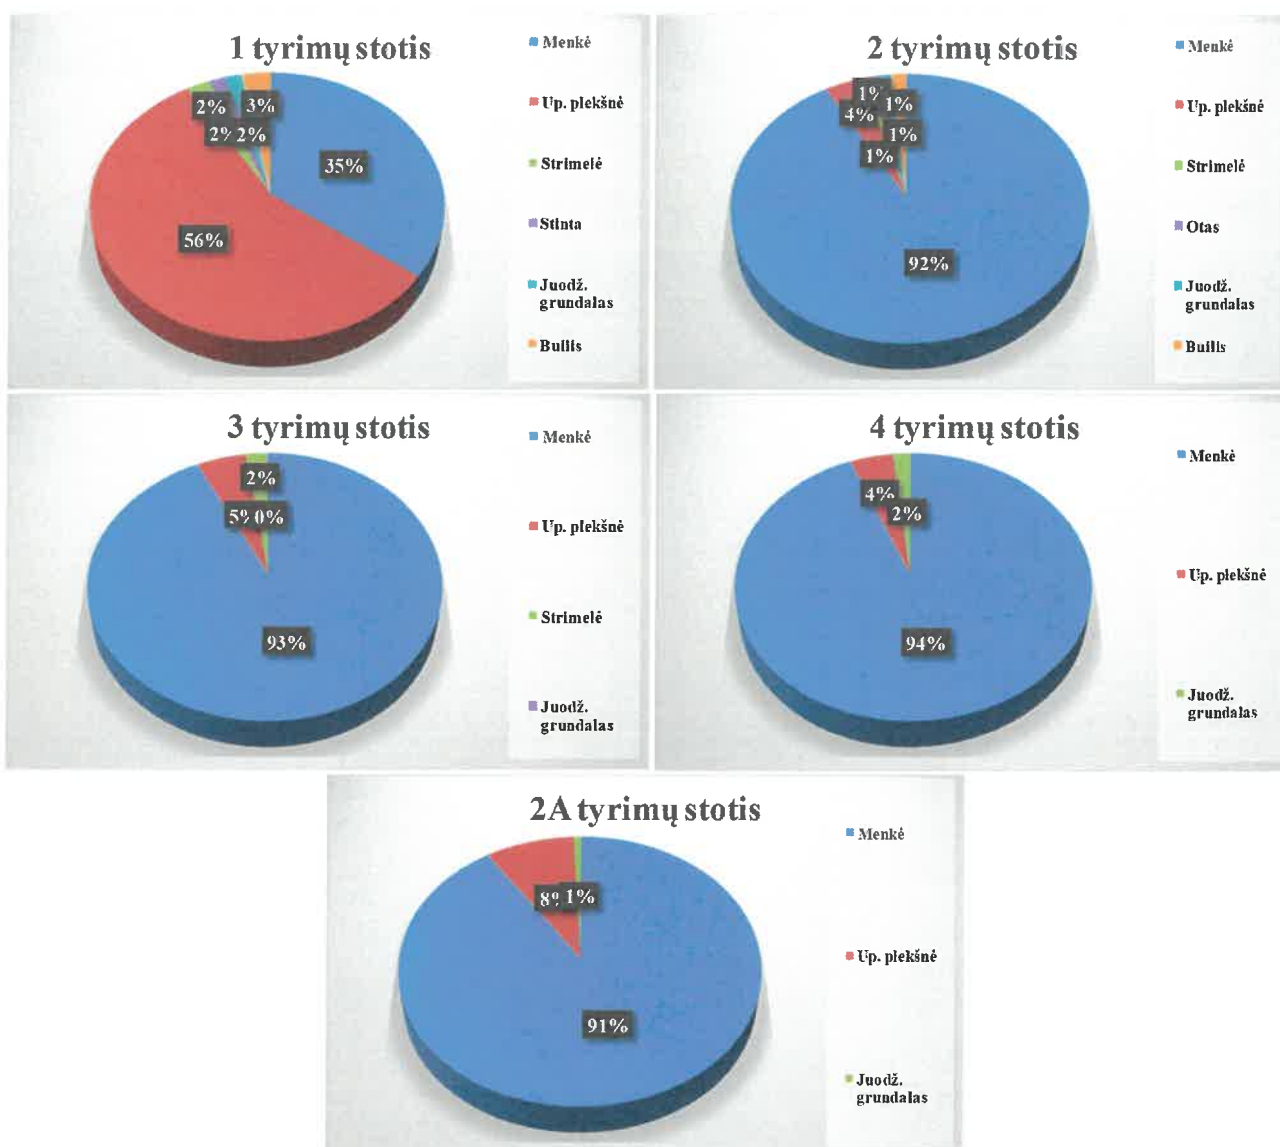 1 tyrimų stotis
Menkė
Up. plekšnė
Strimelė
Stinta
Juodž.
grundalas
Bullis
2%
3%
2%
2%
35%
56%
2 tyrimų stotis
Menkė
Up. plekšnė
Strimelė
Otas
Juodž.
grundalas
Bullis
1%
1%
4%
1%
1%
92%
3 tyrimų stotis
Menkė
Up. plekšnė
Strimelė
Juodž.
grundalas
2%
5%
0%
93%
4 tyrimų stotis
Menkė
Up. plekšnė
Juodž.
grundalas
4%
2%
94%
2A tyrimų stotis
Menkė
Up. plekšnė
Juodž.
grundalas
8%
1%
91%